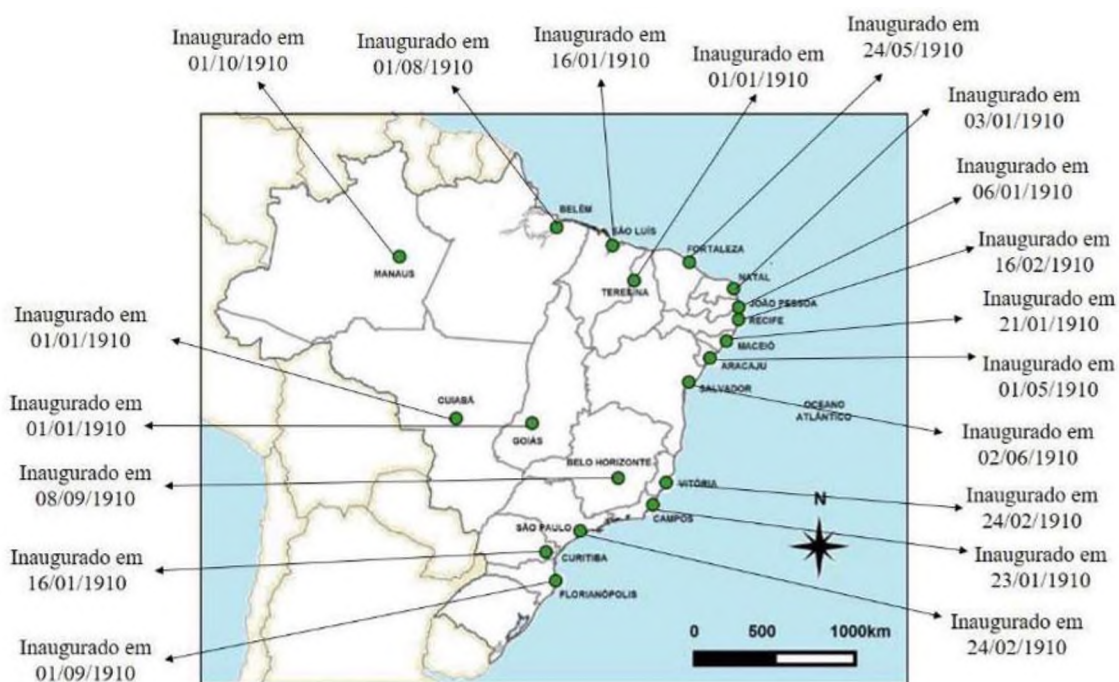 Inaugurado em
01/10/1910
Inaugurado em
01/08/1910
Inaugurado em
16/01/1910
Inaugurado em
01/01/1910
Inaugurado em
24/05/1910
Inaugurado em
03/01/1910
Inaugurado em
06/01/1910
Inaugurado em
16/02/1910
Inaugurado em
21/01/1910
Inaugurado em
01/05/1910
Inaugurado em
02/06/1910
Inaugurado em
24/02/1910
Inaugurado em
23/01/1910
Inaugurado em
24/02/1910
Inaugurado em
01/01/1910
Inaugurado em
01/01/1910
Inaugurado em
08/09/1910
Inaugurado em
16/01/1910
Inaugurado em
01/09/1910
BELÉM
SÃO LUÍS
MANAUS
FORTALEZA
TERESINA
NATAL
JOÃO PESSOA
RECIFE
MACEIÓ
ARACAJU
SALVADOR
CUIABÁ
GOIÁS
OCEANO
ATLÂNTICO
BELO HORIZONTE
VITÓRIA
CAMPOS
SÃO PAULO
CURITIBA
FLORIANÓPOLIS
N
0 500 1000km